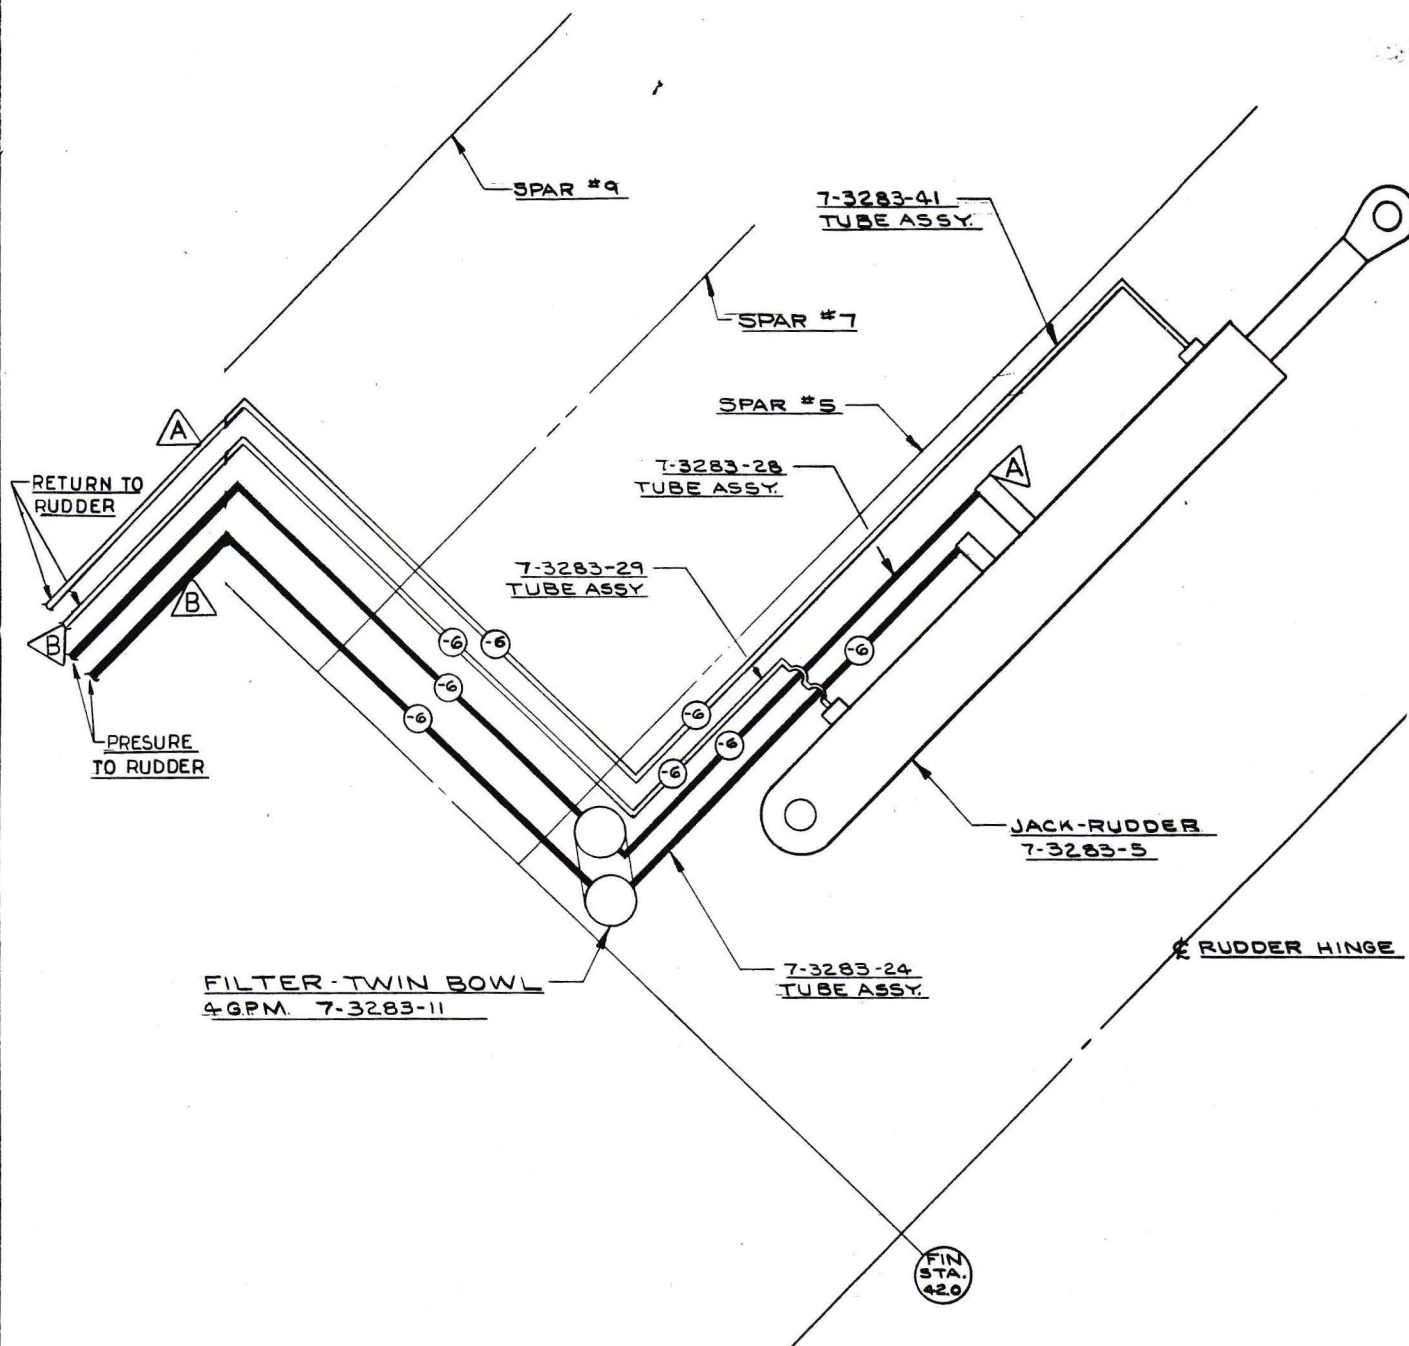 SPAR #9
7-3283-41
TUBE ASSY.
SPAR #7
SPAR #5
A
7-3283-28
TUBE ASSY.
A
RETURN TO
RUDDER
7-3283-29
TUBE ASSY
B
B
-6
-6
-6
-6
-6
-6
-6
-6
PRESURE
TO RUDDER
JACK-RUDDER
7-3283-5
℄ RUDDER HINGE
FILTER-TWIN BOWL
4 G.P.M. 7-3283-11
7-3283-24
TUBE ASSY.
FIN
STA.
42.0